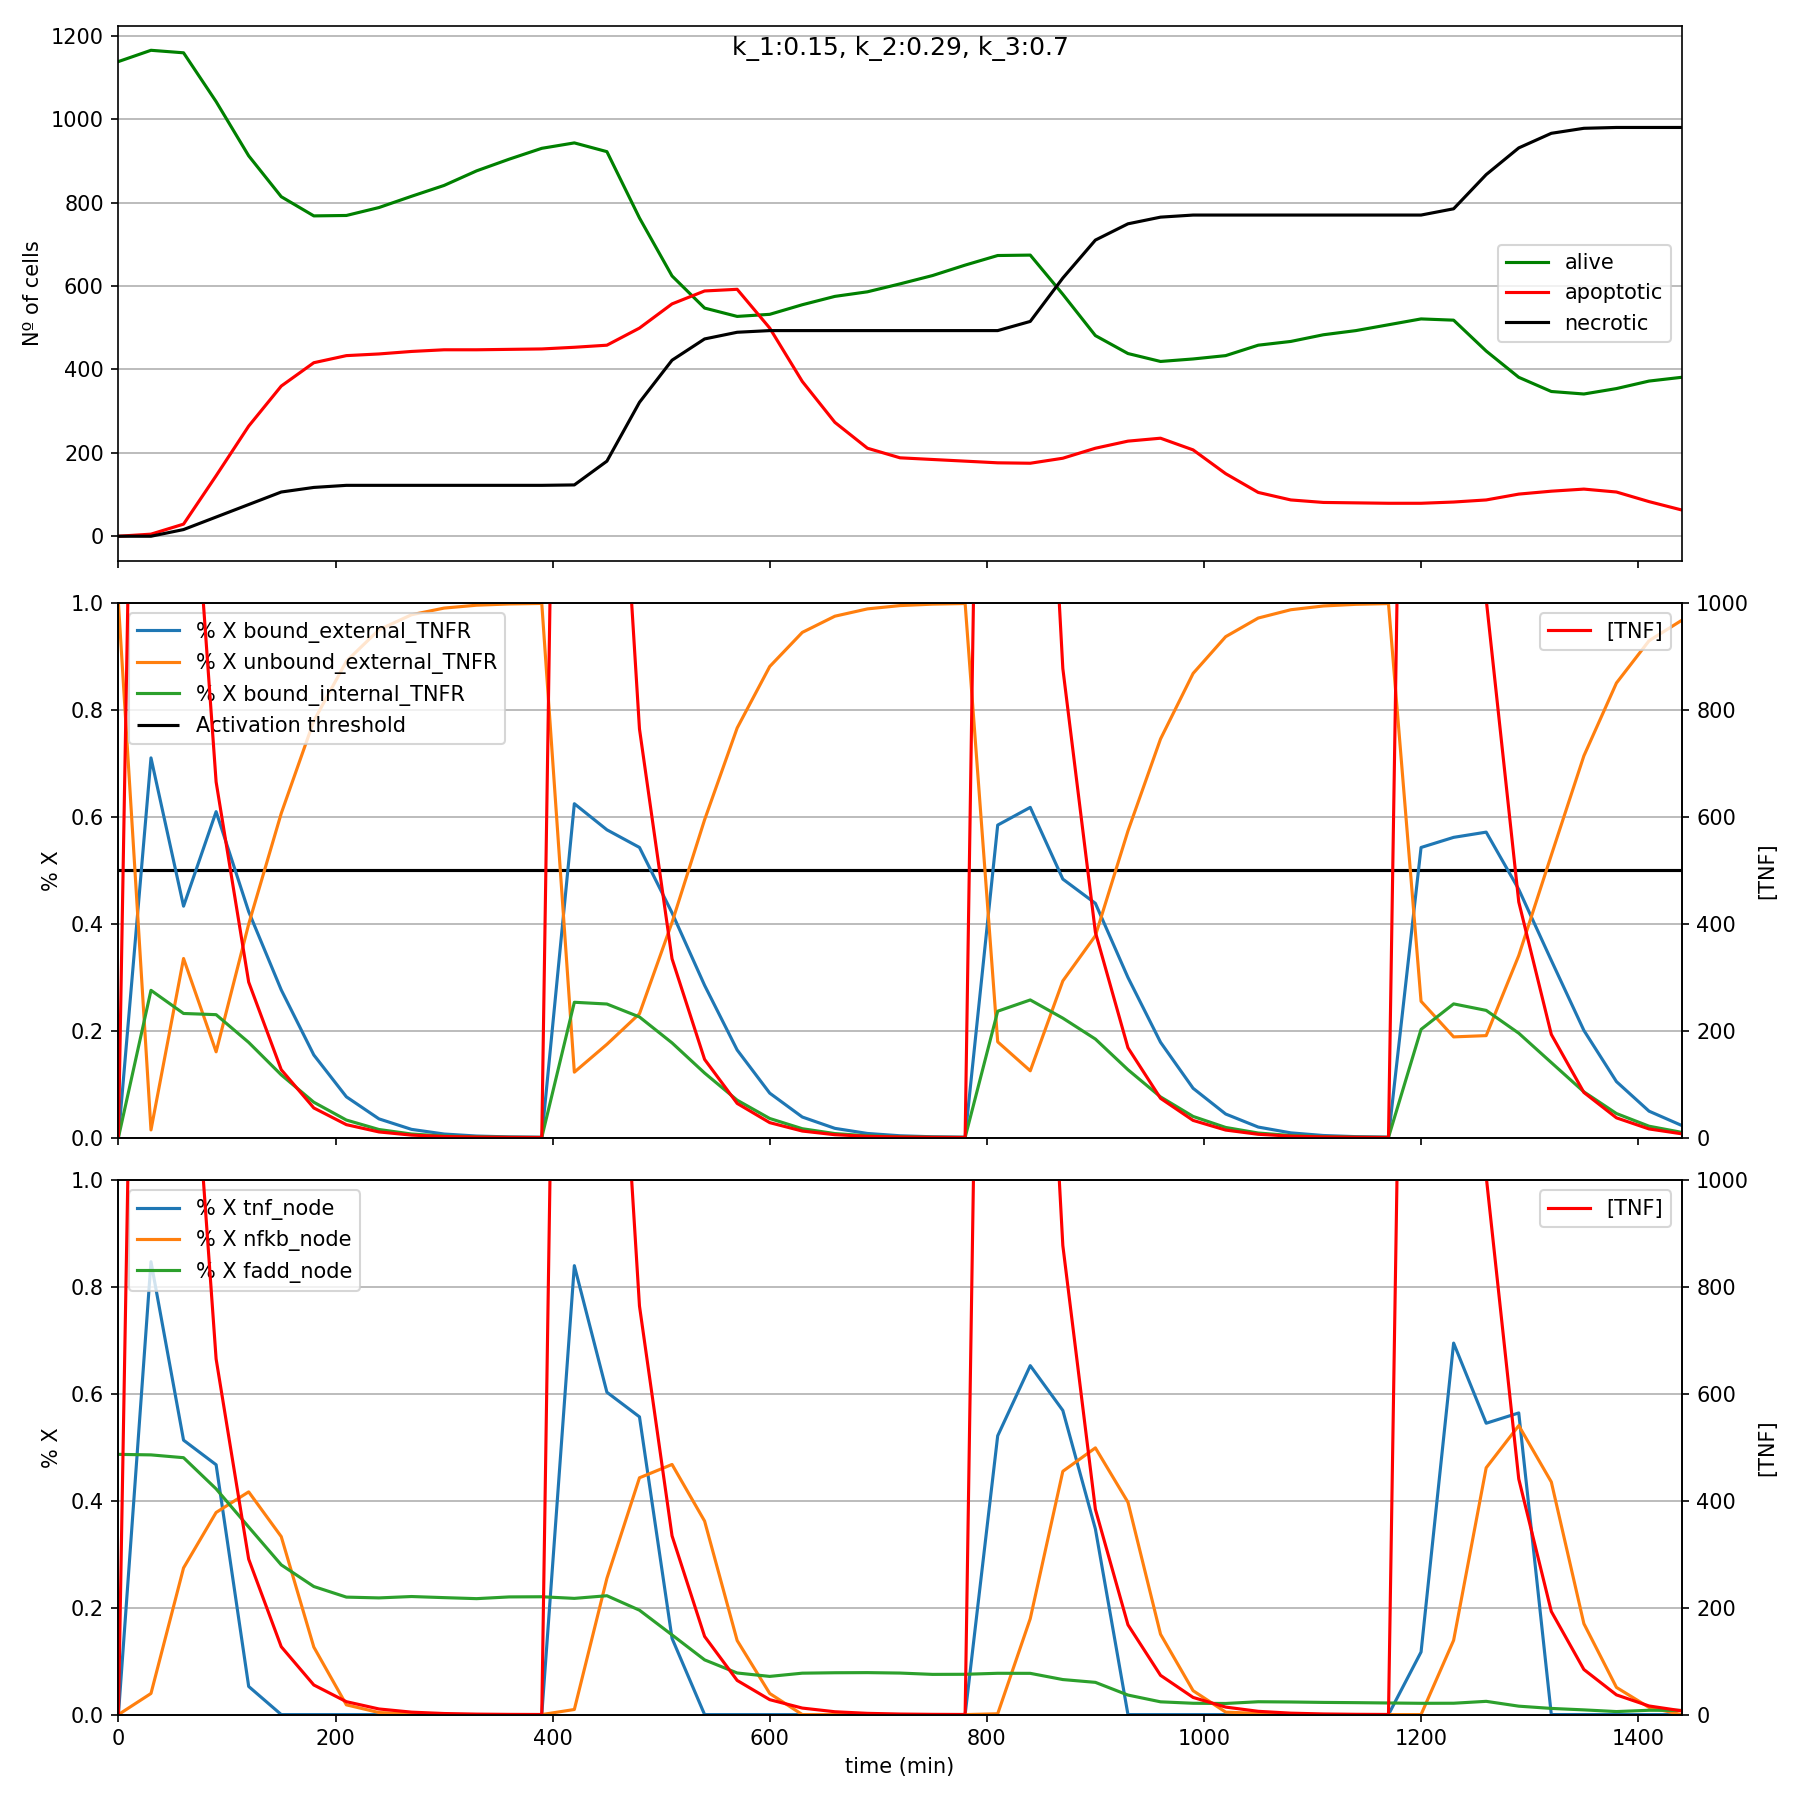 k_1:0.15, k_2:0.29, k_3:0.7
1200
1000
800
600
400
200
0
Nº of cells
alive
apoptotic
necrotic
1.0
0.8
0.6
0.4
0.2
0.0
% X
% X bound_external_TNFR
% X unbound_external_TNFR
% X bound_internal_TNFR
Activation threshold
[TNF]
1000
800
600
400
200
0
[TNF]
1.0
0.8
0.6
0.4
0.2
0.0
% X
% X tnf_node
% X nfkb_node
% X fadd_node
[TNF]
1000
800
600
400
200
0
[TNF]
0 200 400 600 800 1000 1200 1400
time (min)